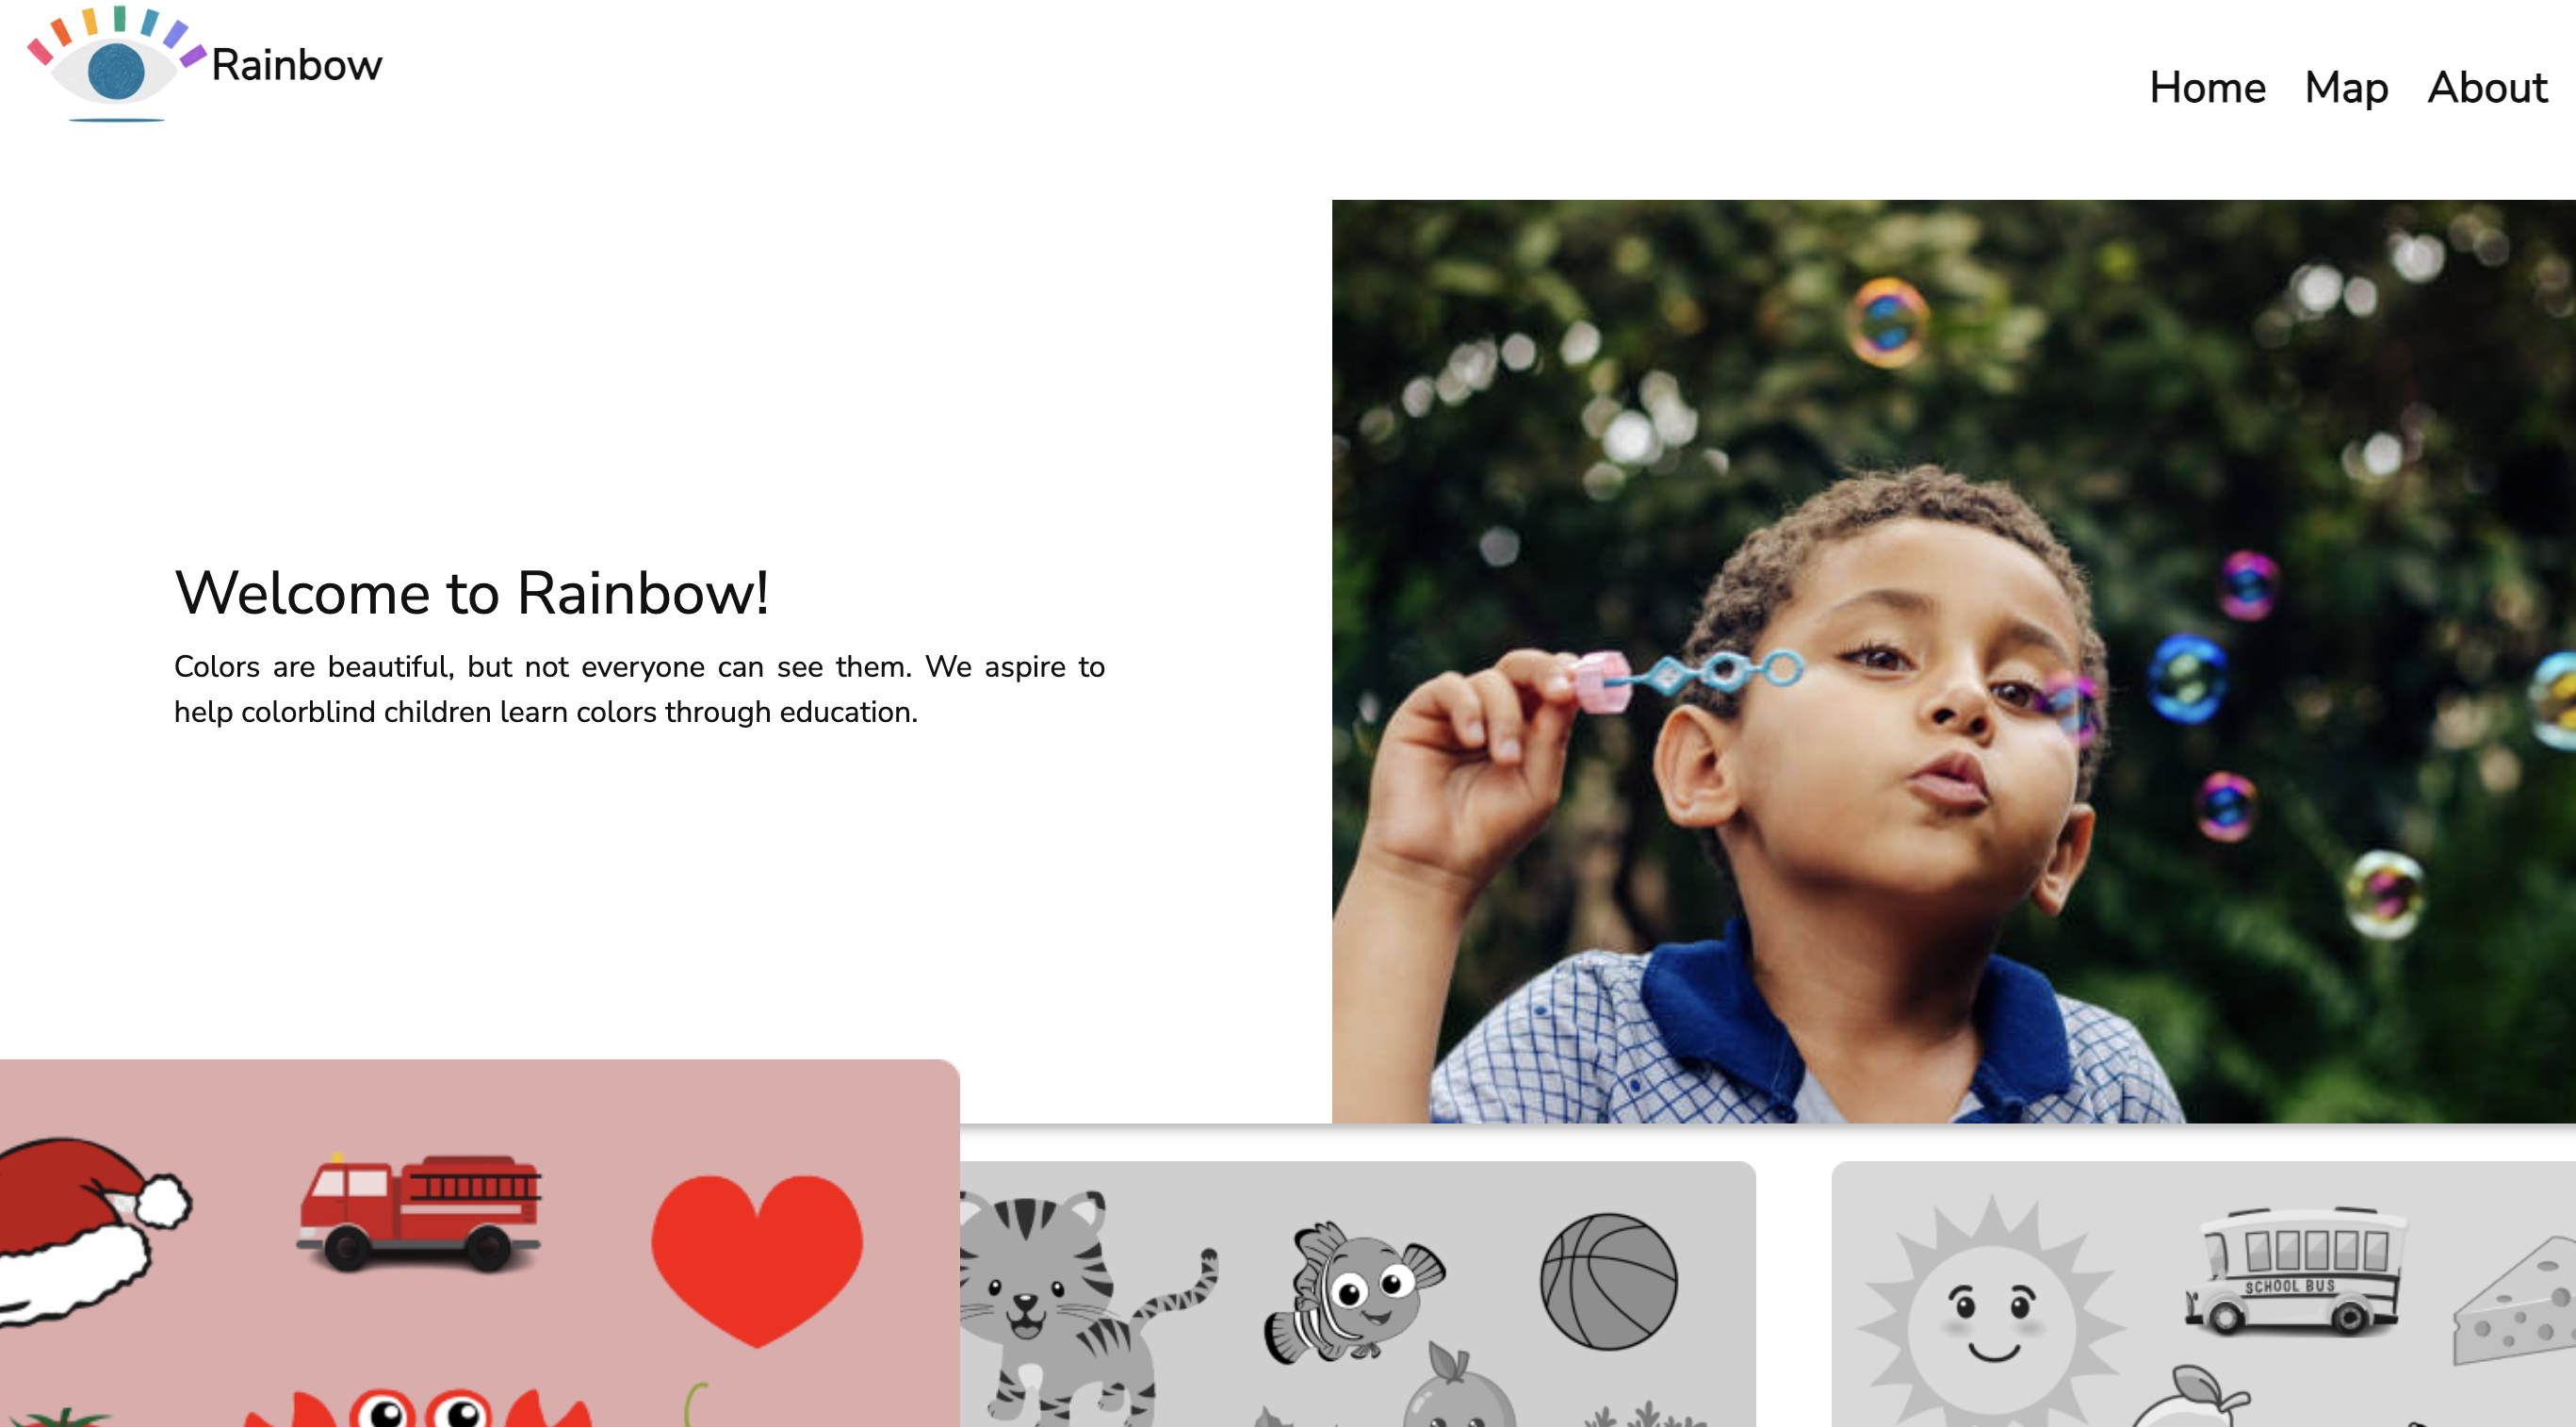 Rainbow
Home Map About
Welcome to Rainbow!
Colors are beautiful, but not everyone can see them. We aspire to
help colorblind children learn colors through education.
SCHOOL BUS